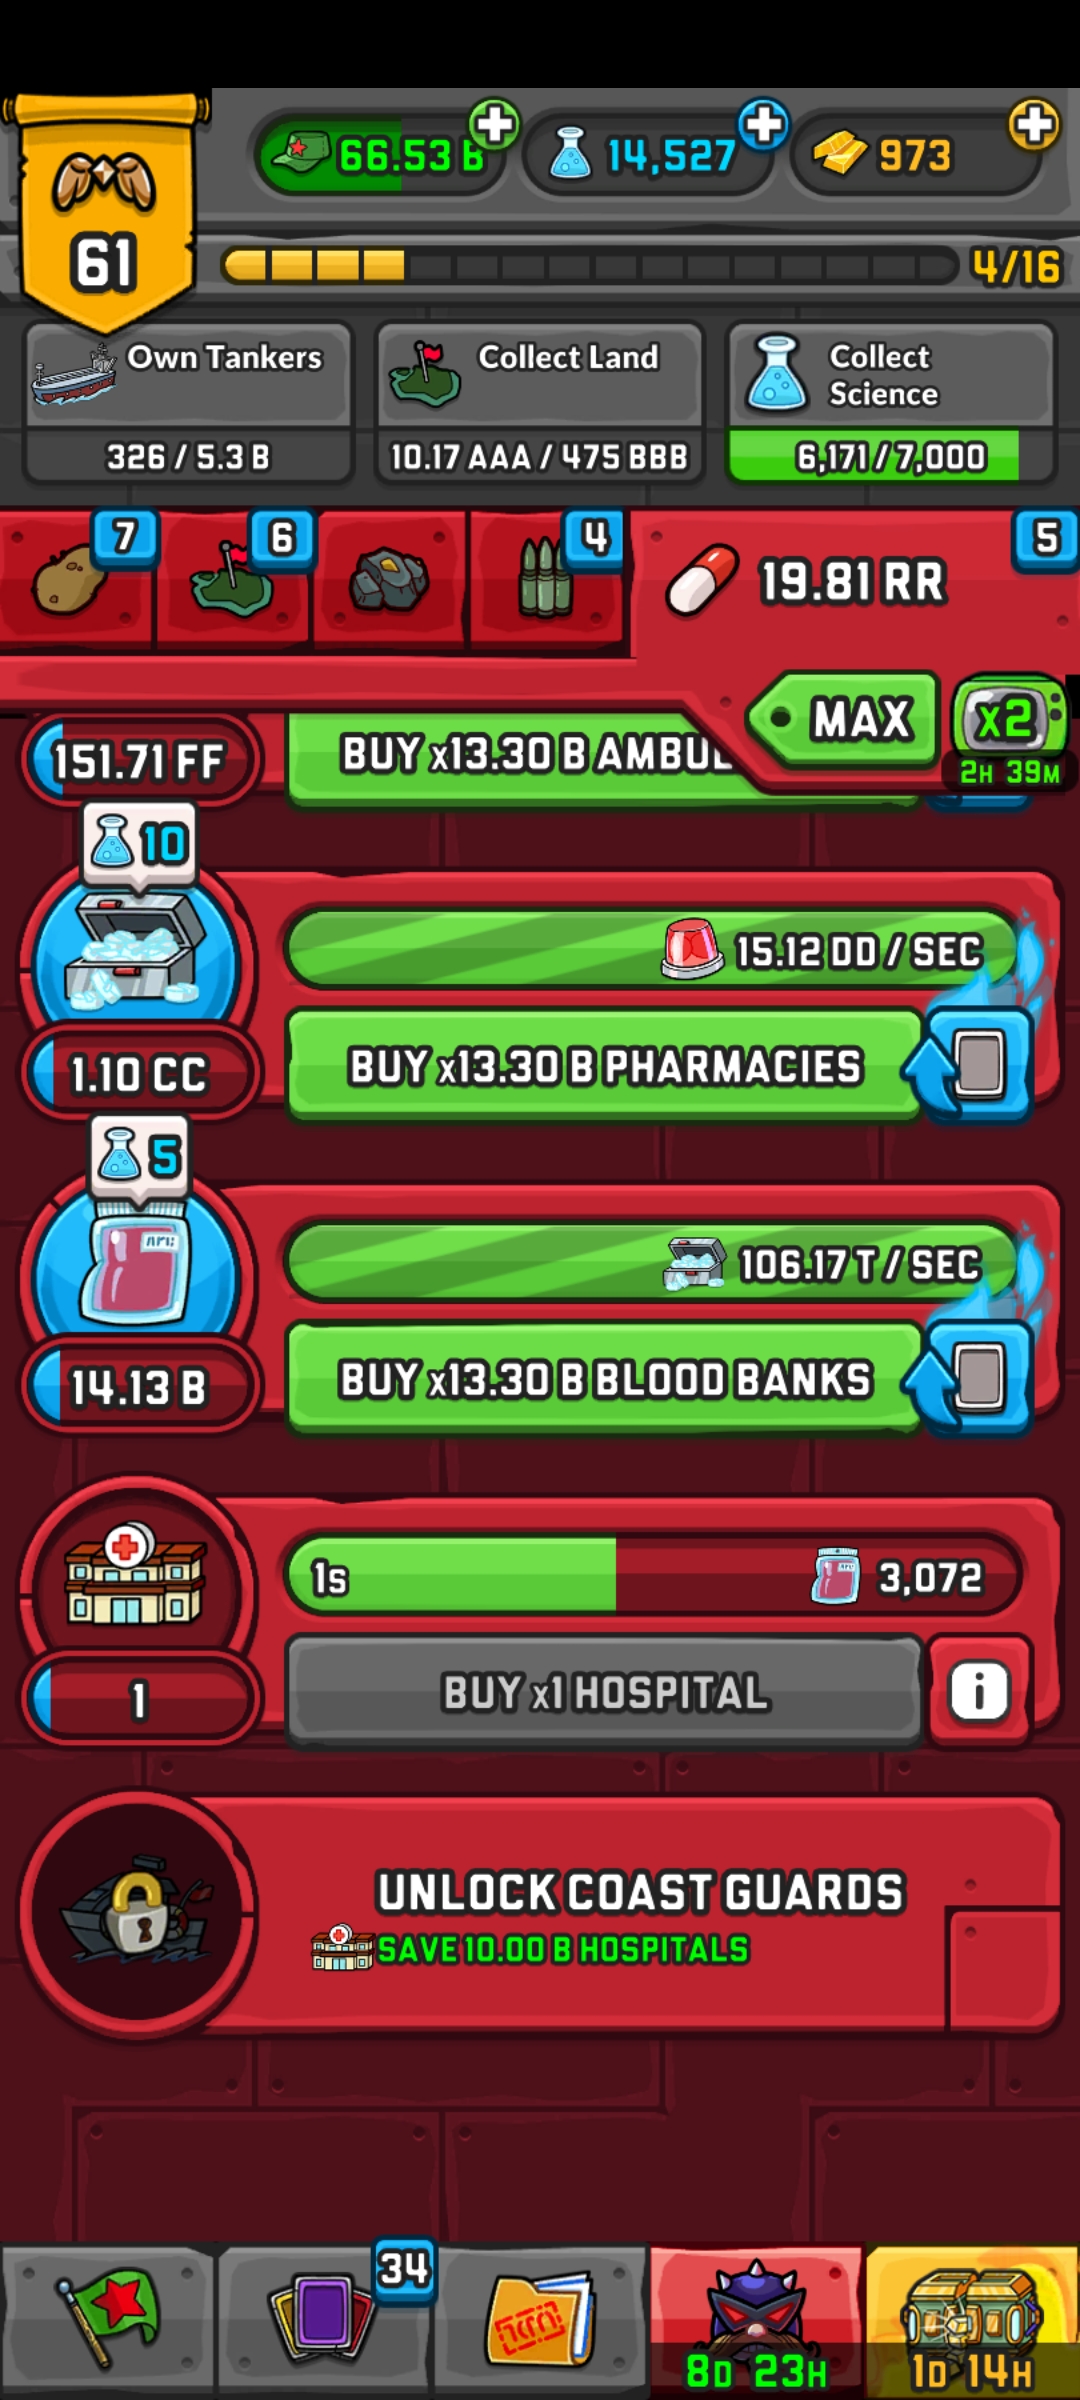 66.53 B
14,527
973
61
4/16
Own Tankers
326 / 5.3 B
Collect Land
10.17 AAA / 475 BBB
Collect
Science
6,171 / 7,000
7
6
4
19.81 RR
5
MAX
x2
2H 39M
151.71 FF
BUY x13.30 B
10
15.12 DD / SEC
1.10 CC
BUY x13.30 B PHARMACIES
5
106.17 T / SEC
14.13 B
BUY x13.30 B BLOOD BANKS
1s
3,072
1
BUY x1 HOSPITAL
i
UNLOCK COAST GUARDS
SAVE 10.00 B HOSPITALS
34
8D 23H
1D 14H